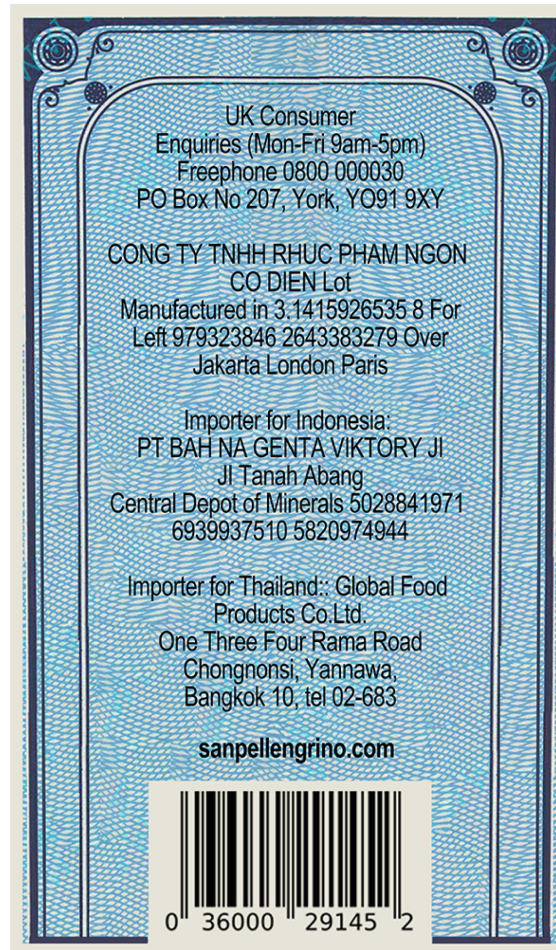 UK Consumer
Enquiries (Mon-Fri 9am-5pm)
Freephone 0800 000030
PO Box No 207, York, YO91 9XY
CONG TY TNHH RHUC PHAM NGON
CO DIEN Lot
Manufactured in 3.1415926535 8 For
Left 979323846 2643383279 Over
Jakarta London Paris
Importer for Indonesia:
PT BAH NA GENTA VIKTORY JI
JI Tanah Abang
Central Depot of Minerals 5028841971
6939937510 5820974944
Importer for Thailand:: Global Food
Products Co.Ltd.
One Three Four Rama Road
Chongnonsi, Yannawa,
Bangkok 10, tel 02-683
sanpellengrino.com
0 36000 29145 2